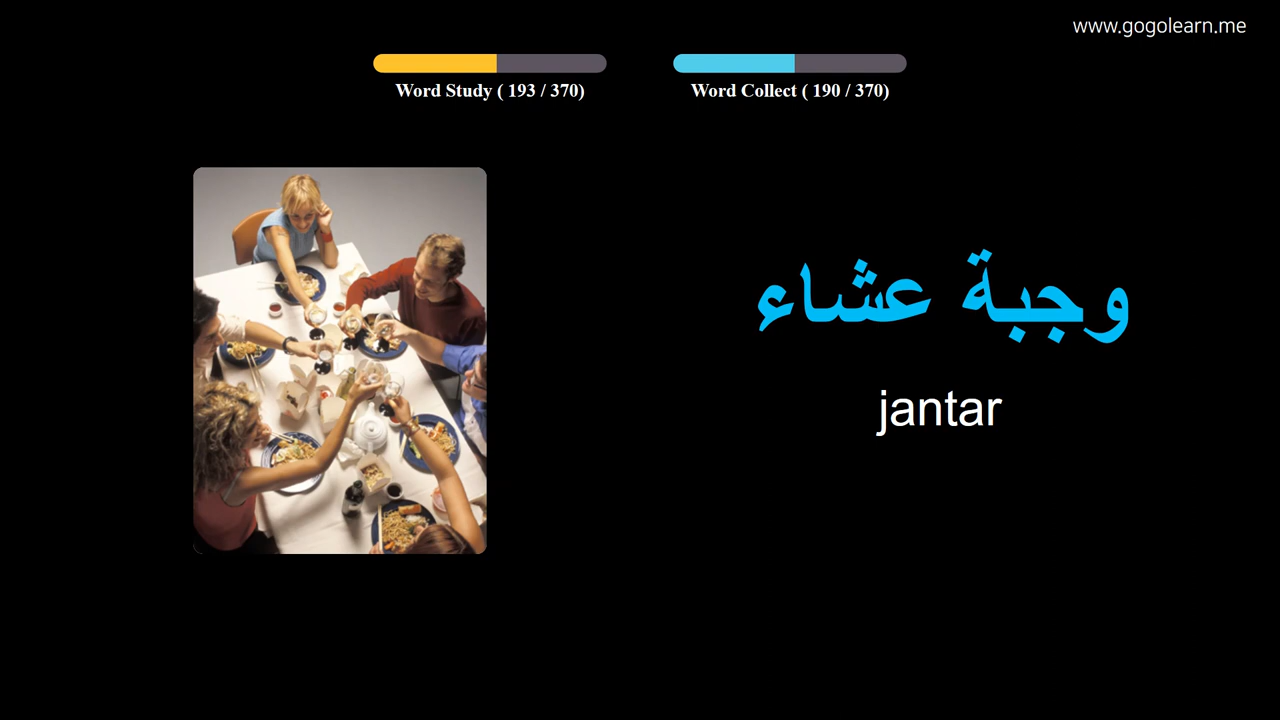 www.gogolearn.me
Word Study ( 193 / 370)
Word Collect ( 190 / 370)
وجبة عشاء
jantar